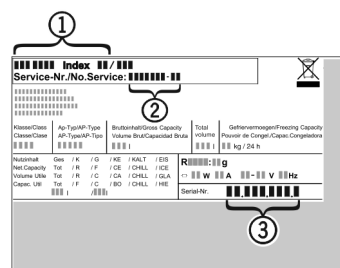 1
Index /
Service-Nr./No.Service: -
2
Klasse/Class Ap-Typ/AP-Type Bruttoinhalt/Gross Capacity Total Gefriervermoegen/Freezing Capacity
Classe/Clase AP-Type/AP-Tipo Volume Brut/Capacidad Bruta volume Pouvoir de Congel./Capac.Congeladora
l l kg / 24 h
Nutzinhalt Ges / K / G / KE / KALT / EIS
Net.Capacity Tot / R / F / CE / CHILL / ICE
Volume Utile Tot / R / C / CA / CHILL / GLA
Capac. Util Tot / F / C / BO / CHILL / HIE
l / l
R : g
W A - V Hz
Serial-Nr. , , ,
3